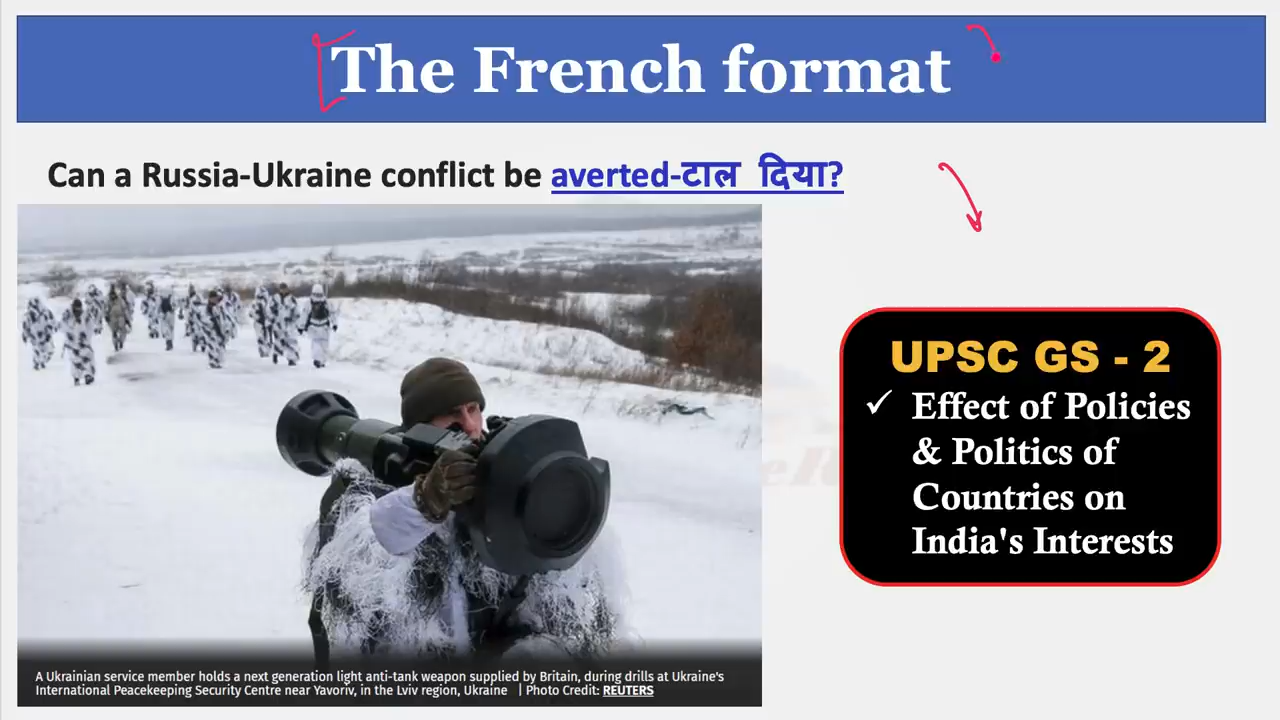 The French format
Can a Russia-Ukraine conflict be averted-टाल दिया?
UPSC GS - 2
✓ Effect of Policies
& Politics of
Countries on
India's Interests
A Ukrainian service member holds a next generation light anti-tank weapon supplied by Britain, during drills at Ukraine's
International Peacekeeping Security Centre near Yavoriv, in the Lviv region, Ukraine | Photo Credit: REUTERS